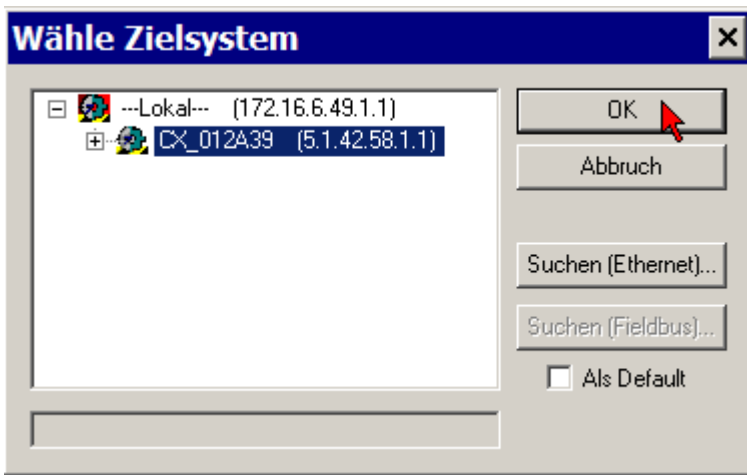 Wähle Zielsystem
---Lokal--- (172.16.6.49.1.1)
CX_012A39 (5.1.42.58.1.1)
OK
Abbruch
Suchen (Ethernet)...
Suchen (Fieldbus)...
Als Default